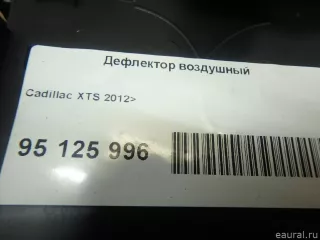 Дефлектор воздушный
Cadillac XTS 2012>
95 125 996
eaural.ru